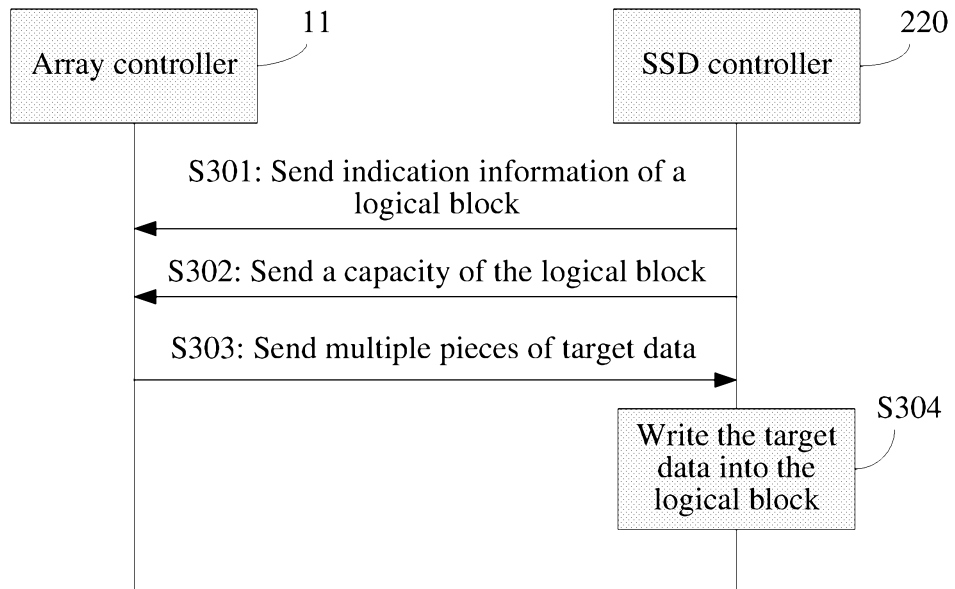 11
220
Array controller
SSD controller
S301: Send indication information of a
logical block
S302: Send a capacity of the logical block
S303: Send multiple pieces of target data
S304
Write the target
data into the
logical block